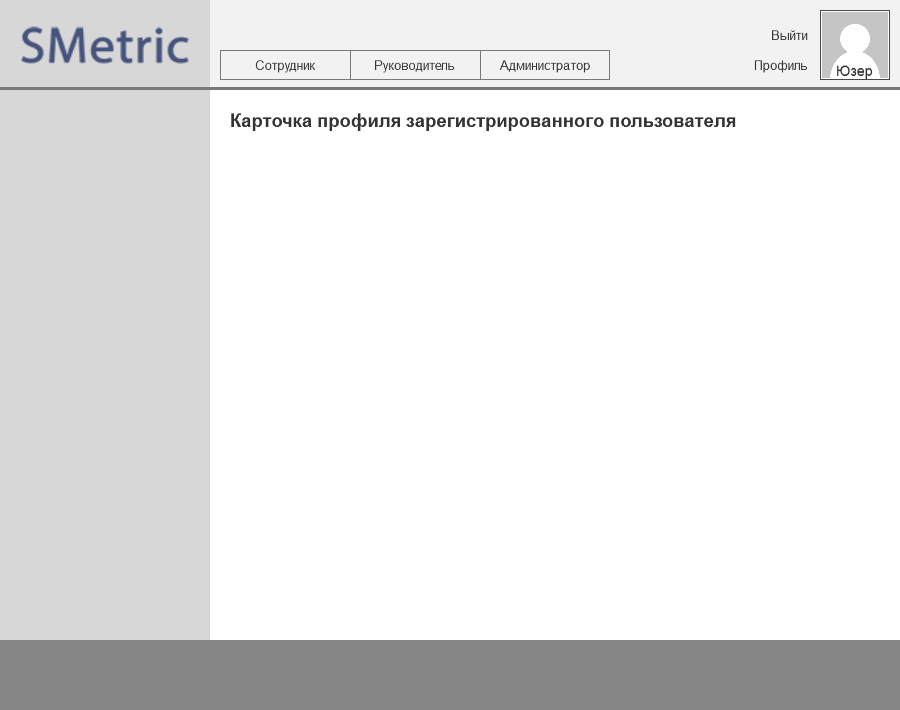 SMetric
Выйти
Сотрудник Руководитель Администратор
Профиль
Юзер
Карточка профиля зарегистрированного пользователя